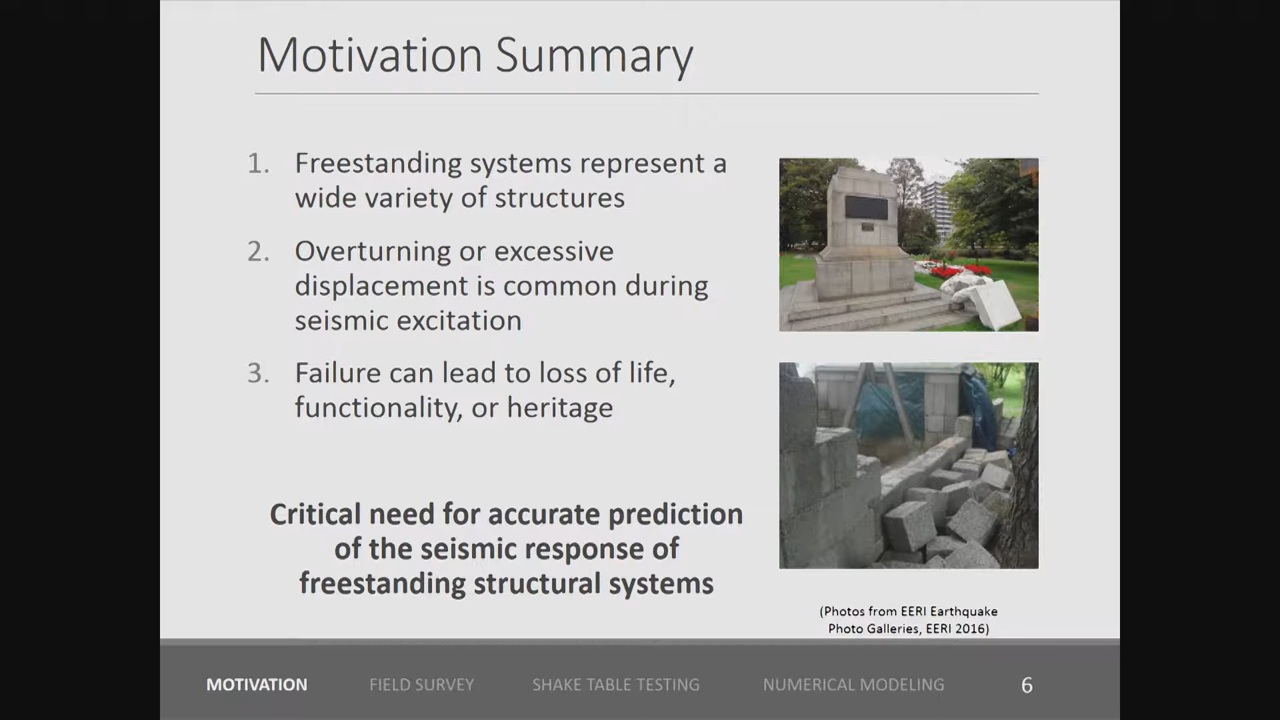 Motivation Summary
1. Freestanding systems represent a
wide variety of structures
2. Overturning or excessive
displacement is common during
seismic excitation
3. Failure can lead to loss of life,
functionality, or heritage
Critical need for accurate prediction
of the seismic response of
freestanding structural systems
(Photos from EERI Earthquake
Photo Galleries, EERI 2016)
MOTIVATION FIELD SURVEY SHAKE TABLE TESTING NUMERICAL MODELING 6